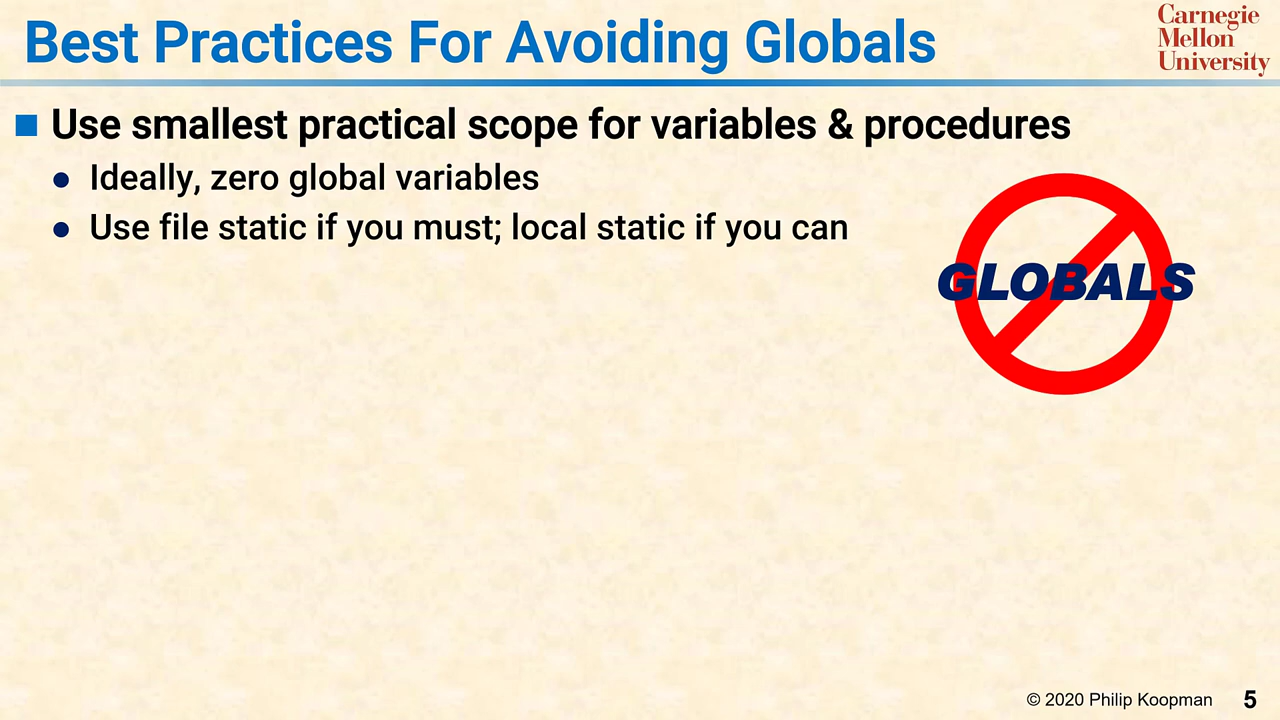 Best Practices For Avoiding Globals
Carnegie
Mellon
University
Use smallest practical scope for variables & procedures
Ideally, zero global variables
Use file static if you must; local static if you can
GLOBALS
© 2020 Philip Koopman
5